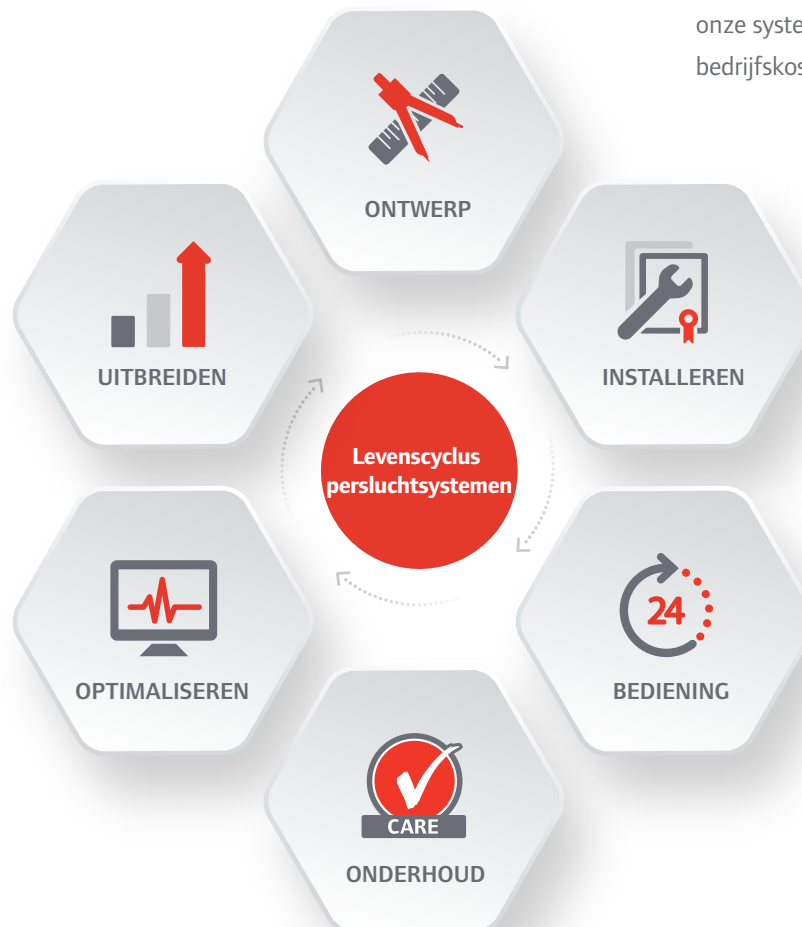 onze syste
bedrijfskos
ONTWERP
UITBREIDEN
INSTALLEREN
Levenscyclus
persluchtsystemen
OPTIMALISEREN
24
BEDIENING
CARE
ONDERHOUD